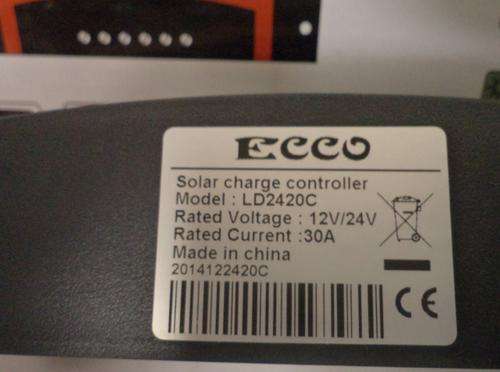 ECCO
Solar charge controller
Model : LD2420C
Rated Voltage : 12V/24V
Rated Current :30A
Made in china
2014122420C
CE